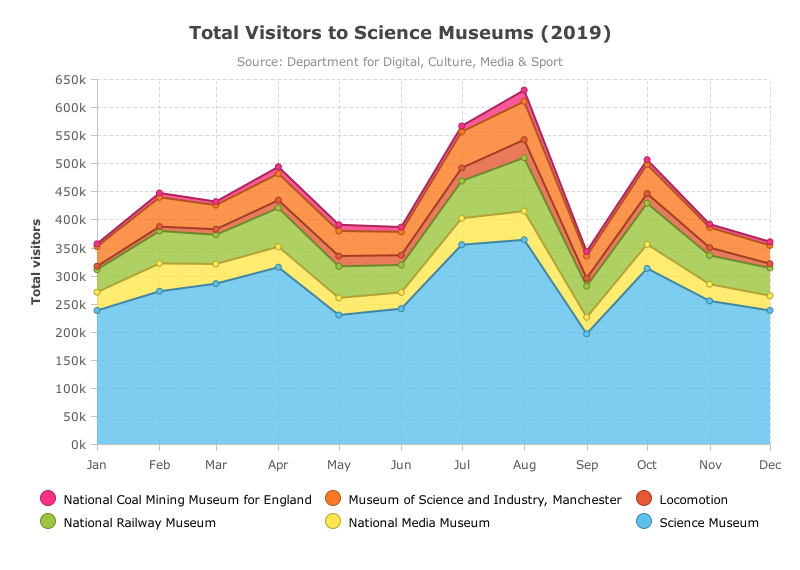 Total Visitors to Science Museums (2019)
Source: Department for Digital, Culture, Media & Sport
Total visitors
650k
600k
550k
500k
450k
400k
350k
300k
250k
200k
150k
100k
50k
0k
Jan Feb Mar Apr May Jun Jul Aug Sep Oct Nov Dec
National Coal Mining Museum for England Museum of Science and Industry, Manchester Locomotion
National Railway Museum National Media Museum Science Museum